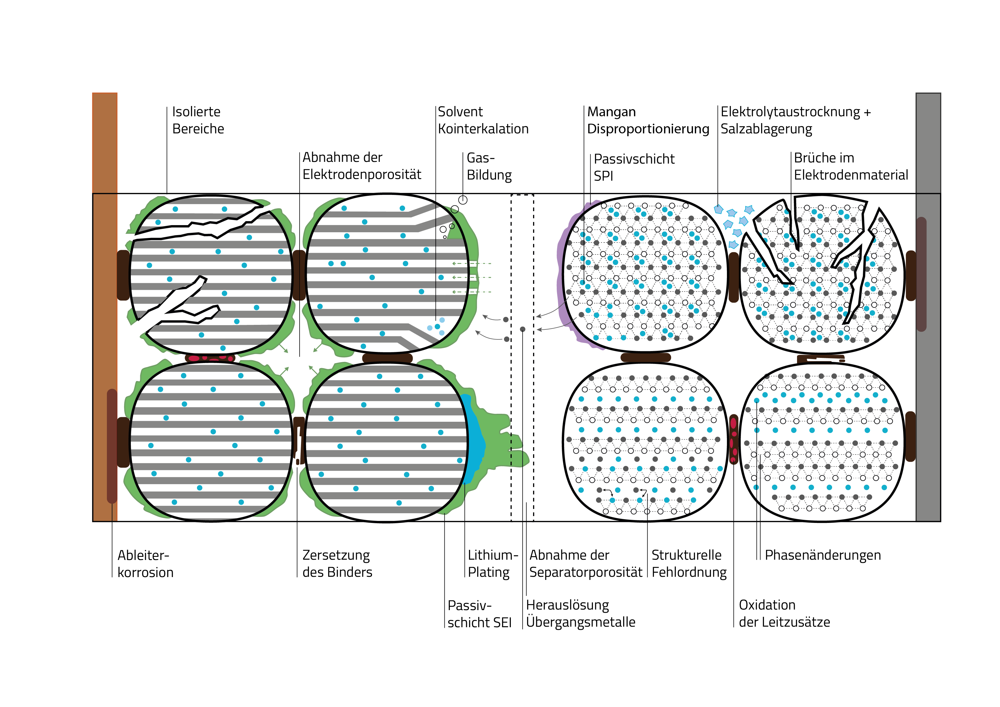 Isolierte
Bereiche
Abnahme der
Elektrodenporosität
Solvent
Kointerkalation
Gas-
Bildung
Mangan
Disproportionierung
Passivschicht
SPI
Elektrolytaustrocknung +
Salzablagerung
Brüche im
Elektrodenmaterial
Ableiter-
korrosion
Zersetzung
des Binders
Lithium-
Plating
Passiv-
schicht SEI
Abnahme der
Separatorporosität
Herauslösung
Übergangsmetalle
Strukturelle
Fehlordnung
Oxidation
der Leitzusätze
Phasenänderungen